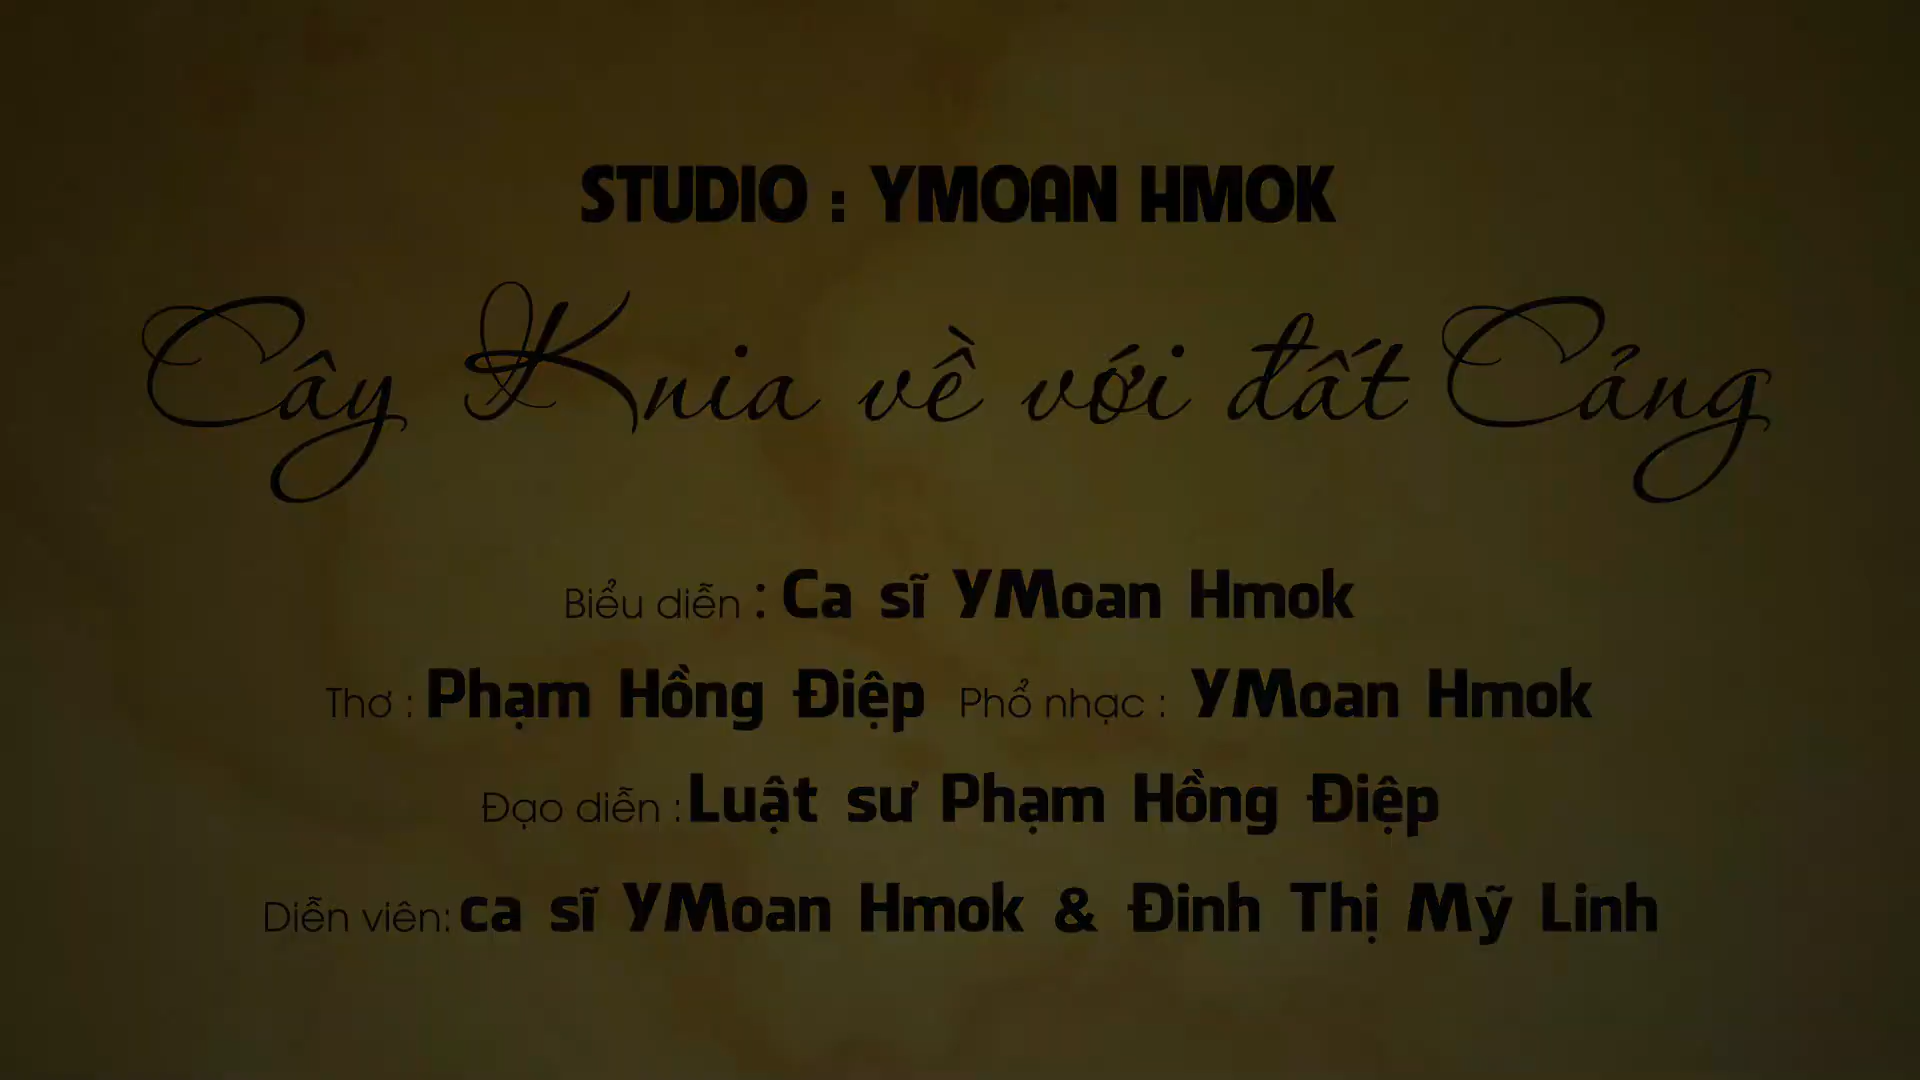 STUDIO : YMOAN HMOK
Cây Knia về với đất Cảng
Biểu diễn : Ca sĩ YMoan Hmok
Thơ : Phạm Hồng Điệp Phổ nhạc : YMoan Hmok
Đạo diễn : Luật sư Phạm Hồng Điệp
Diễn viên: ca sĩ YMoan Hmok & Đinh Thị Mỹ Linh